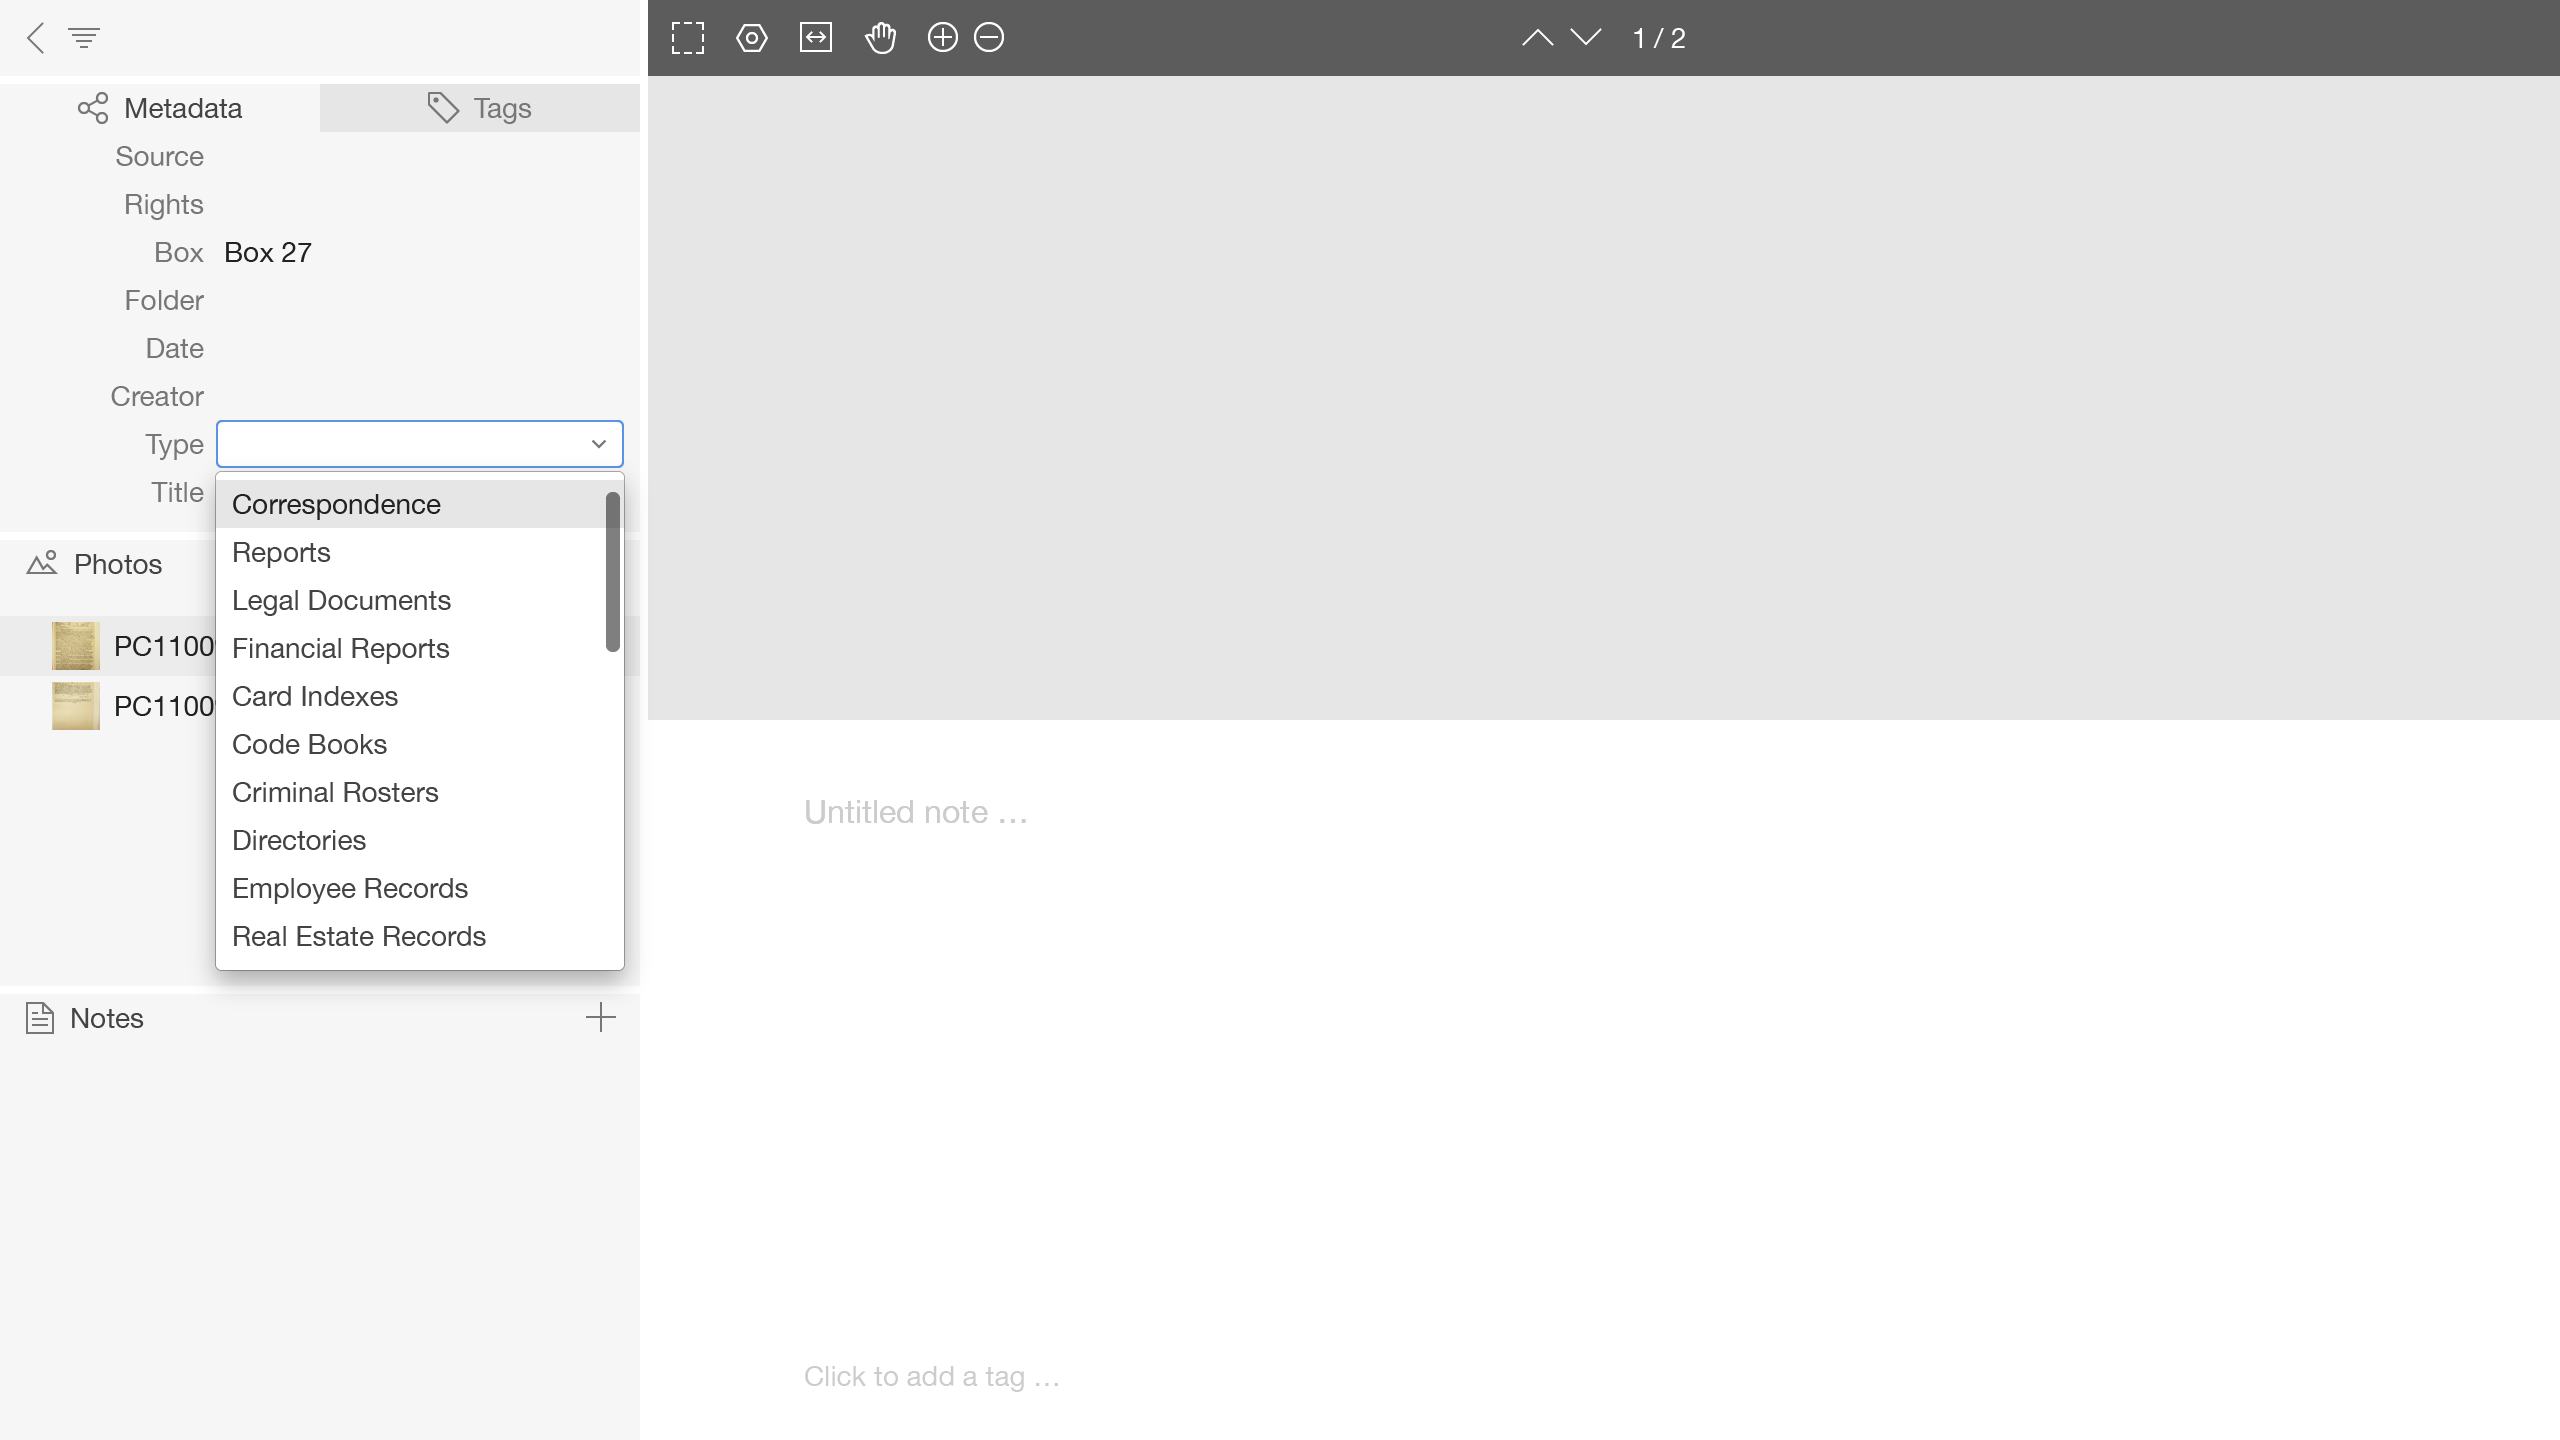 1 / 2
Metadata
Tags
Source
Rights
Box Box 27
Folder
Date
Creator
Type
Title
Correspondence
Reports
Legal Documents
Financial Reports
Card Indexes
Code Books
Criminal Rosters
Directories
Employee Records
Real Estate Records
Photos
PC1100
PC1100
Notes
Untitled note ...
Click to add a tag ...